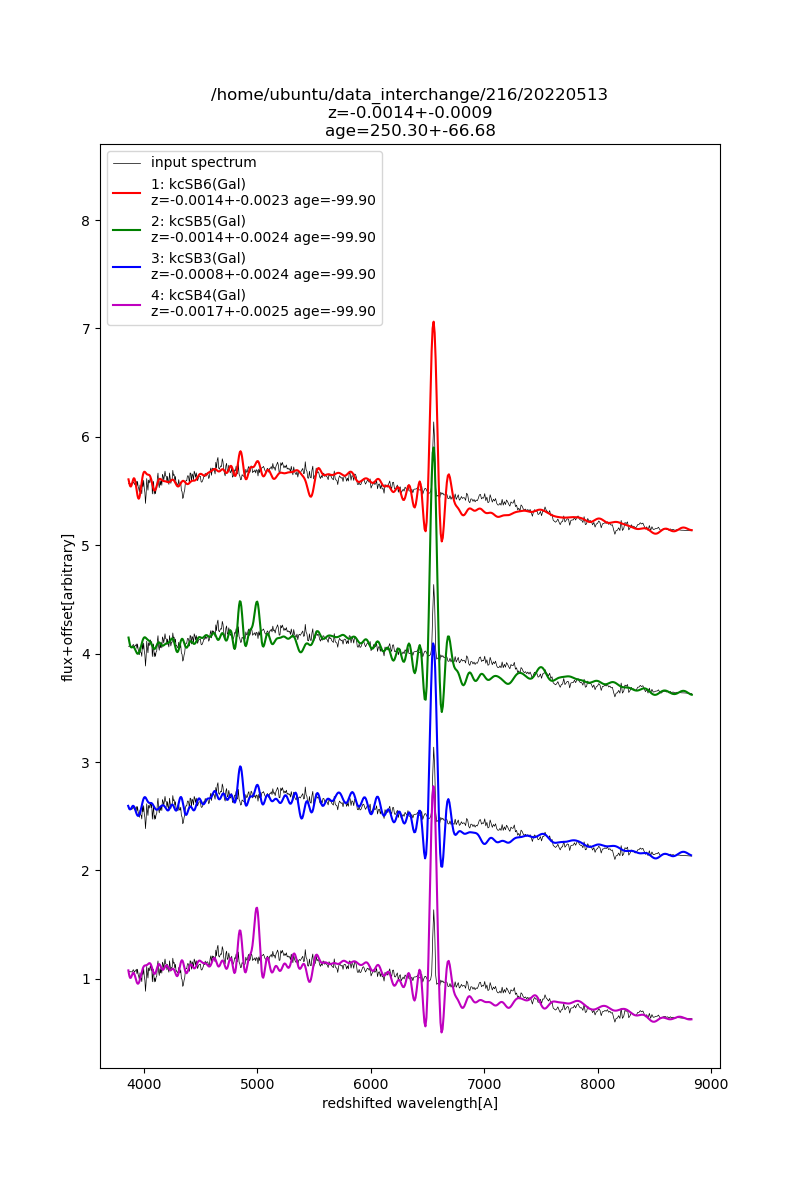 /home/ubuntu/data_interchange/216/20220513
z=-0.0014+-0.0009
age=250.30+-66.68
input spectrum
1: kcSB6(Gal)
z=-0.0014+-0.0023 age=-99.90
2: kcSB5(Gal)
z=-0.0014+-0.0024 age=-99.90
3: kcSB3(Gal)
z=-0.0008+-0.0024 age=-99.90
4: kcSB4(Gal)
z=-0.0017+-0.0025 age=-99.90
8
7
6
5
4
3
2
1
flux+offset[arbitrary]
4000 5000 6000 7000 8000 9000
redshifted wavelength[A]